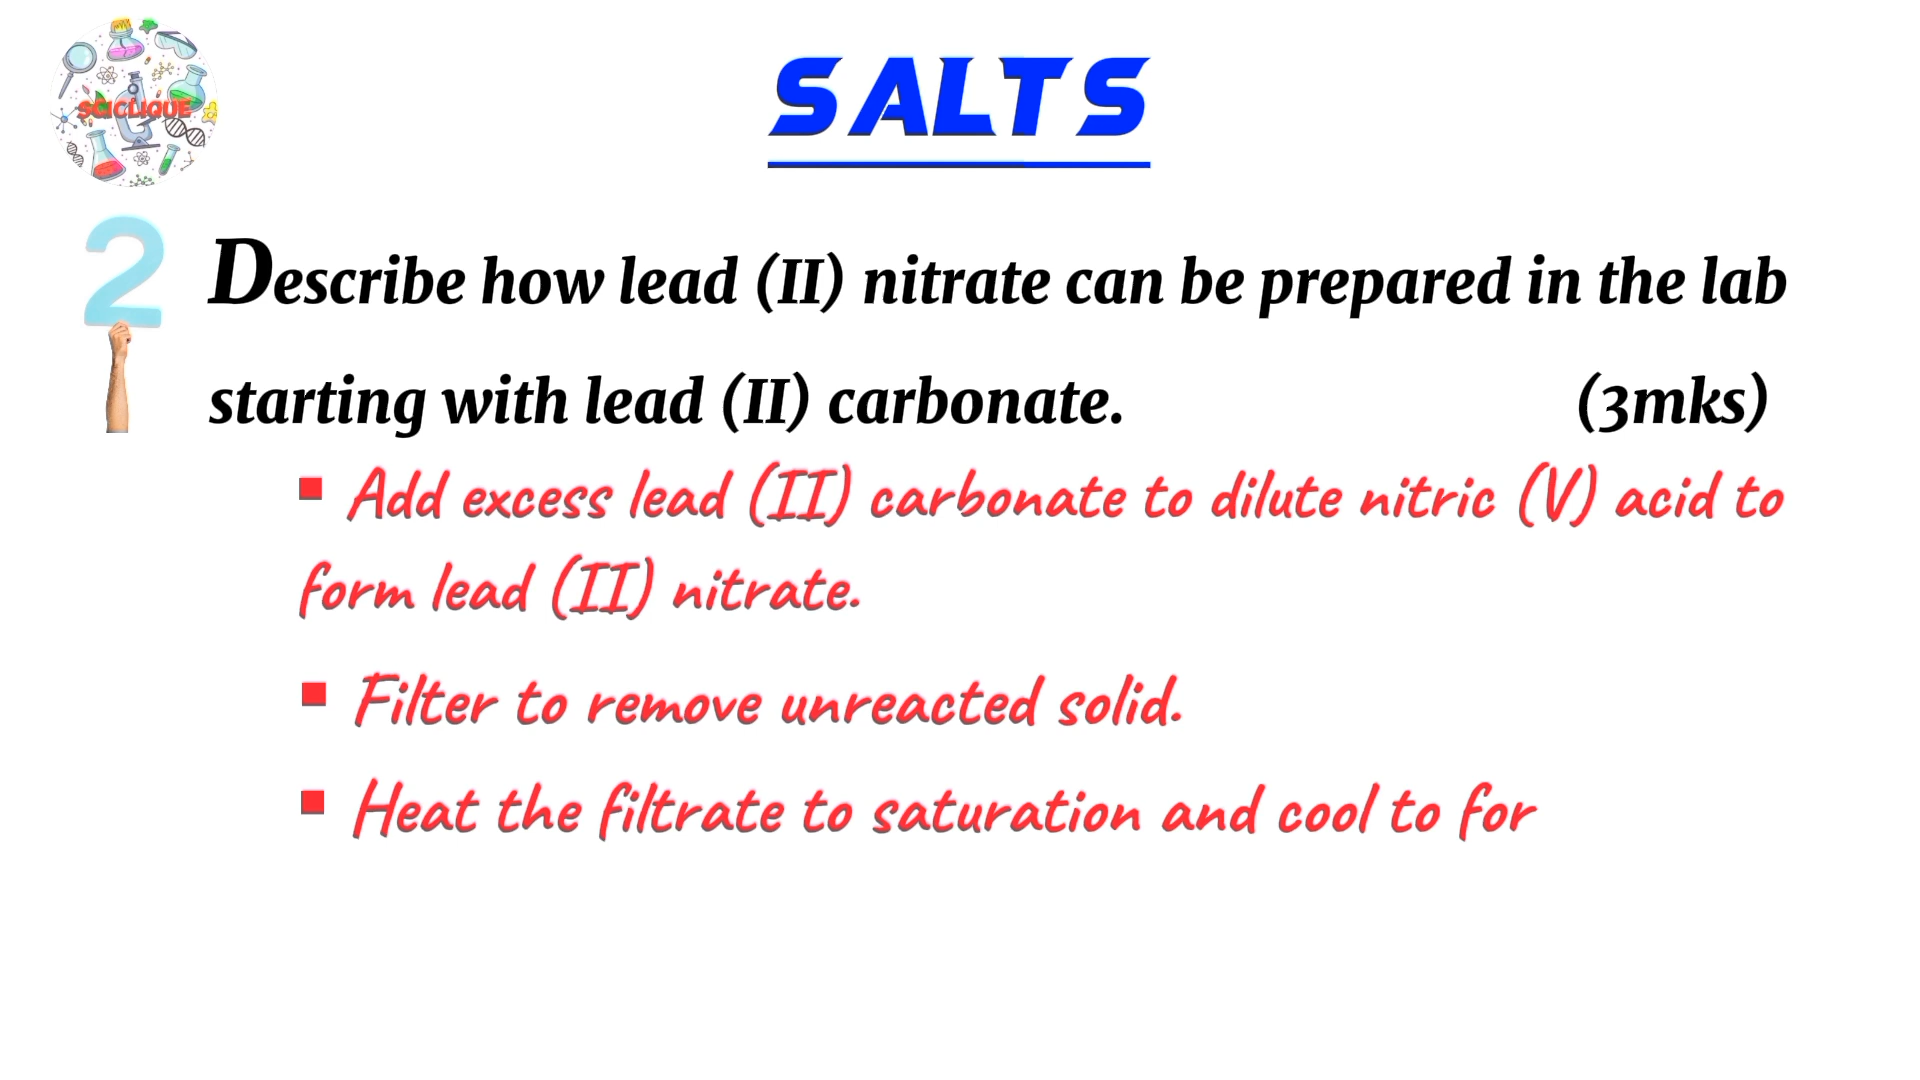 SCICLIQUE
SALTS
2 Describe how lead (II) nitrate can be prepared in the lab
starting with lead (II) carbonate. (3mks)
▪ Add excess lead (II) carbonate to dilute nitric (V) acid to
form lead (II) nitrate.
▪ Filter to remove unreacted solid.
▪ Heat the filtrate to saturation and cool to for